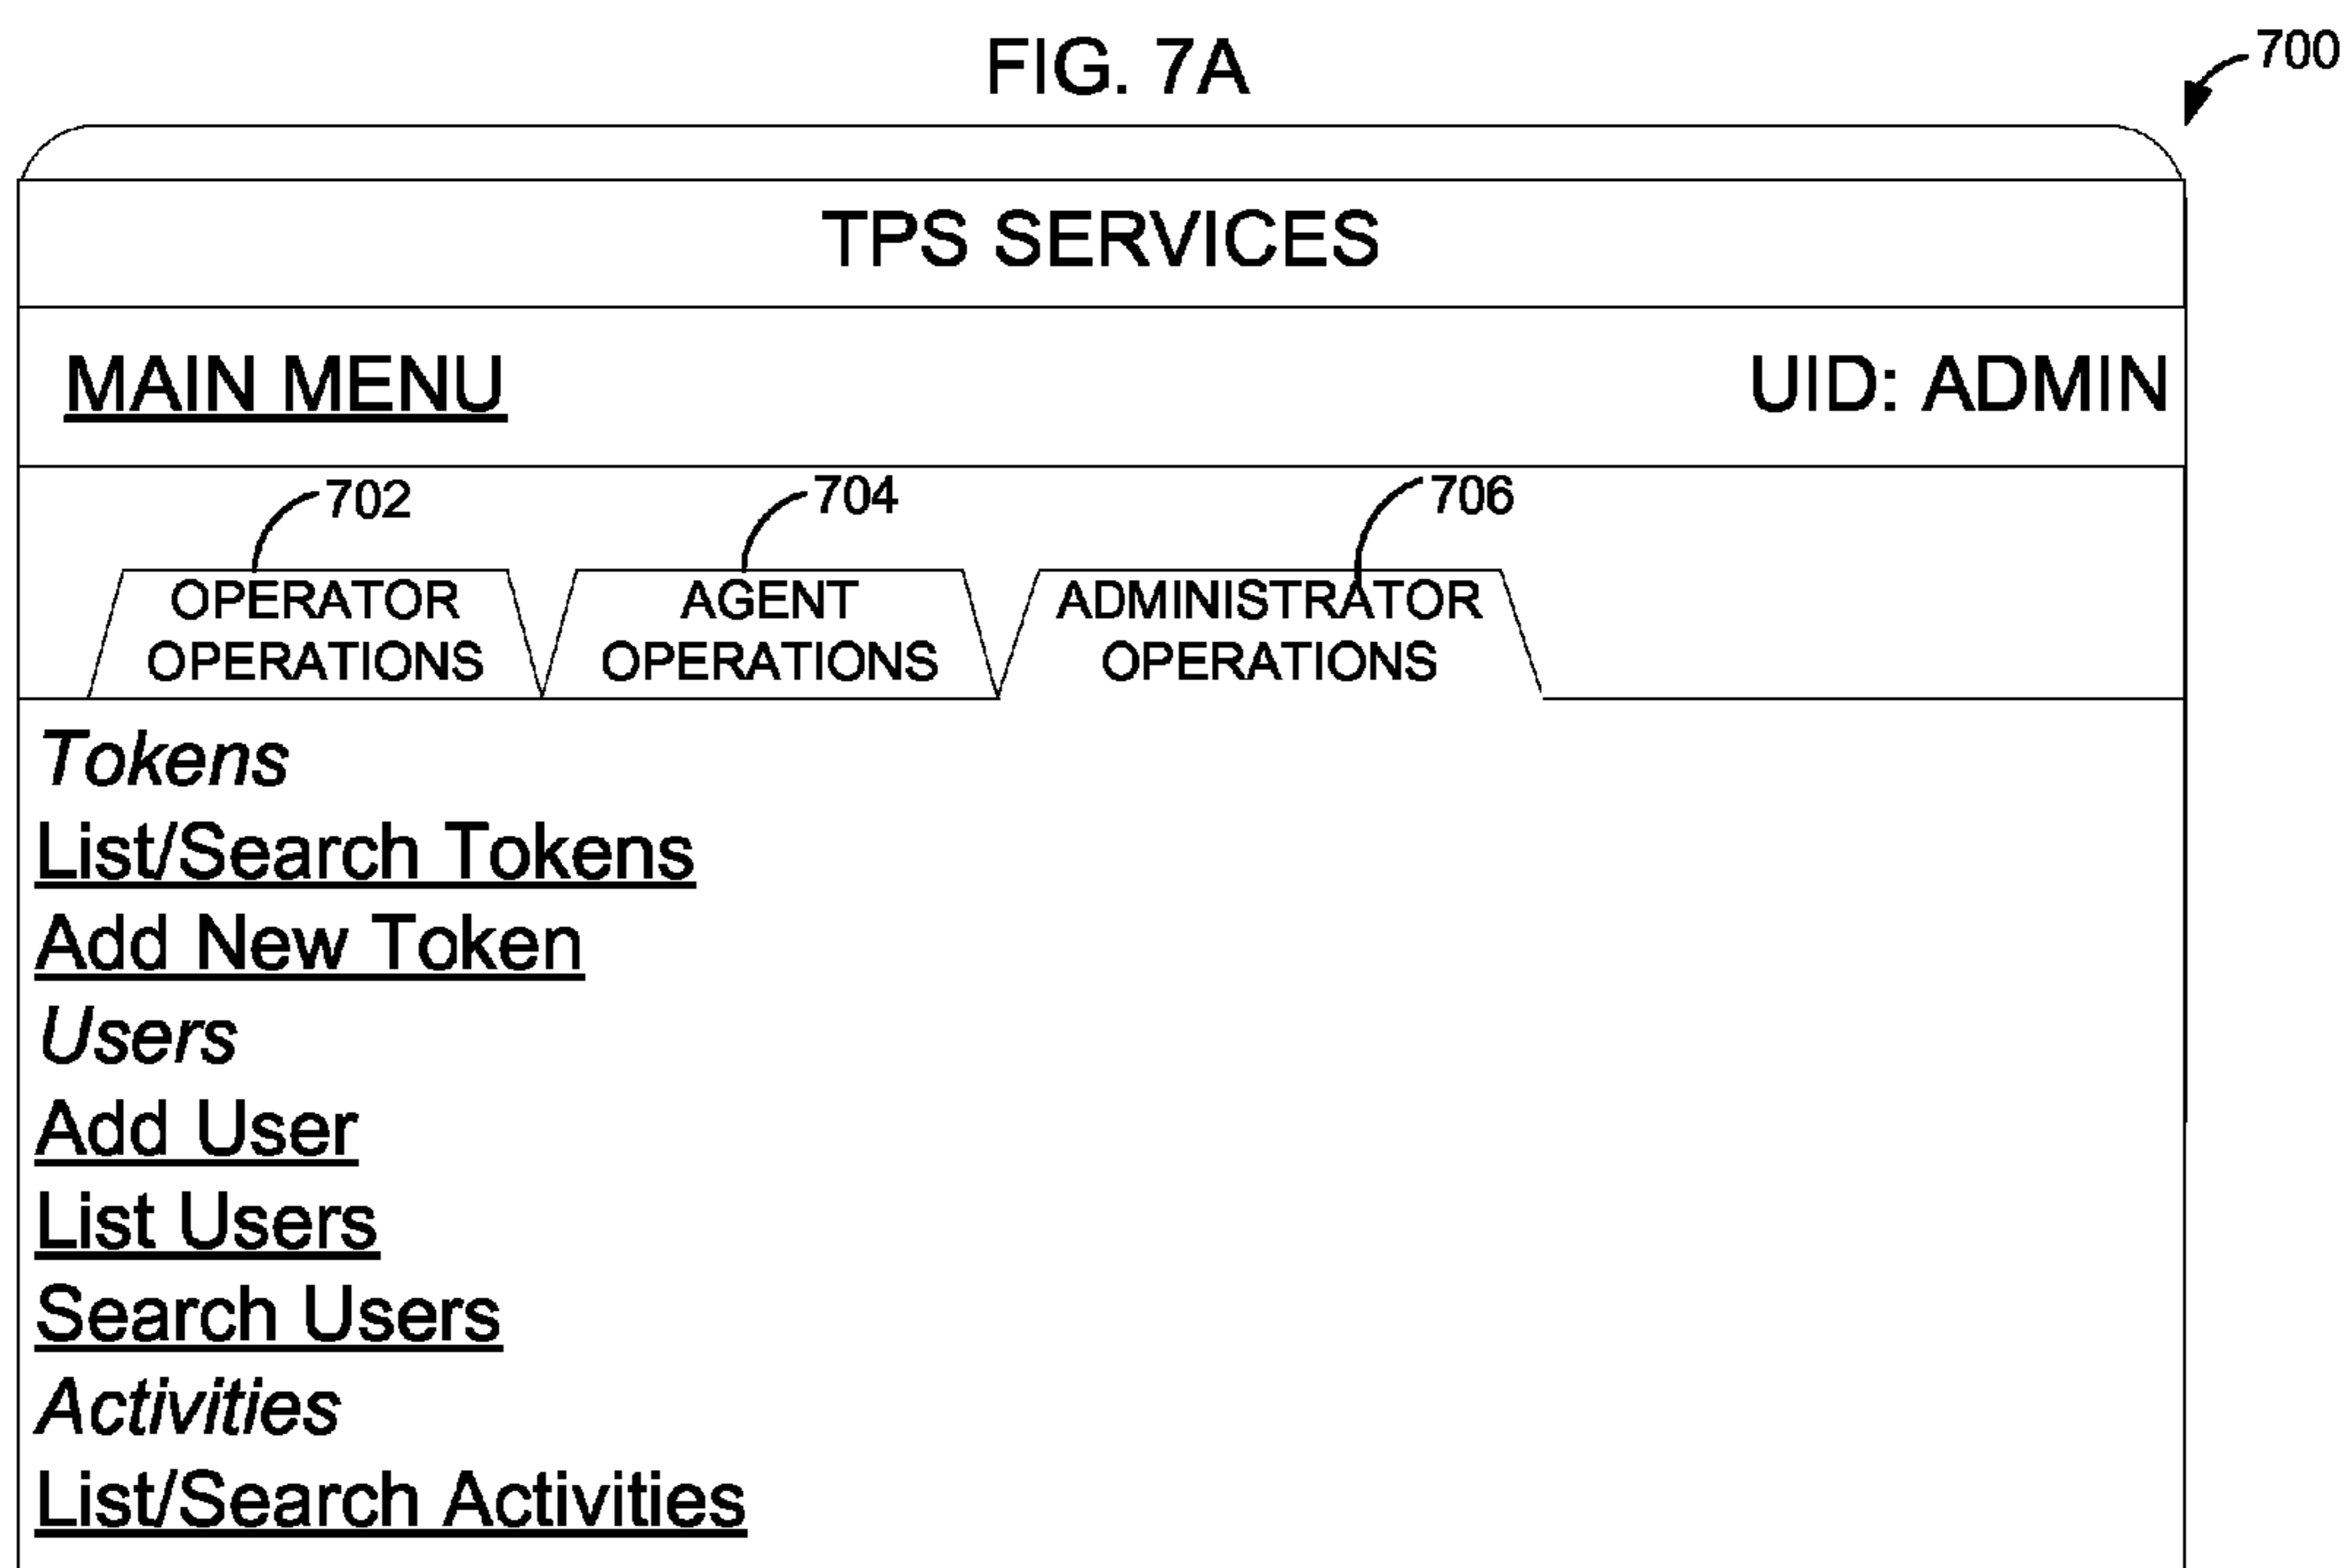 FIG. 7A
700
TPS SERVICES
MAIN MENU
UID: ADMIN
702
704
706
OPERATOR
OPERATIONS
AGENT
OPERATIONS
ADMINISTRATOR
OPERATIONS
Tokens
List/Search Tokens
Add New Token
Users
Add User
List Users
Search Users
Activities
List/Search Activities